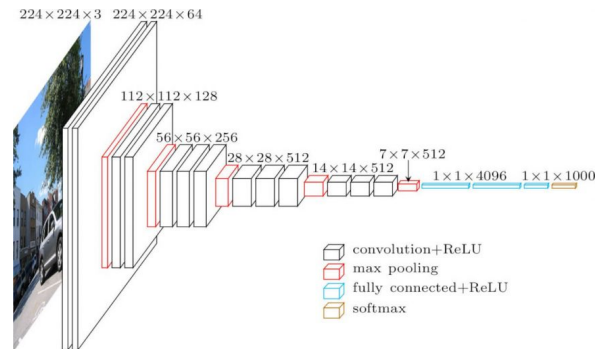 224×224×3 224×224×64
112×112×128
56×56×256
28×28×512
14×14×512
7×7×512
1×1×4096 1×1×1000
convolution+ReLU
max pooling
fully connected+ReLU
softmax